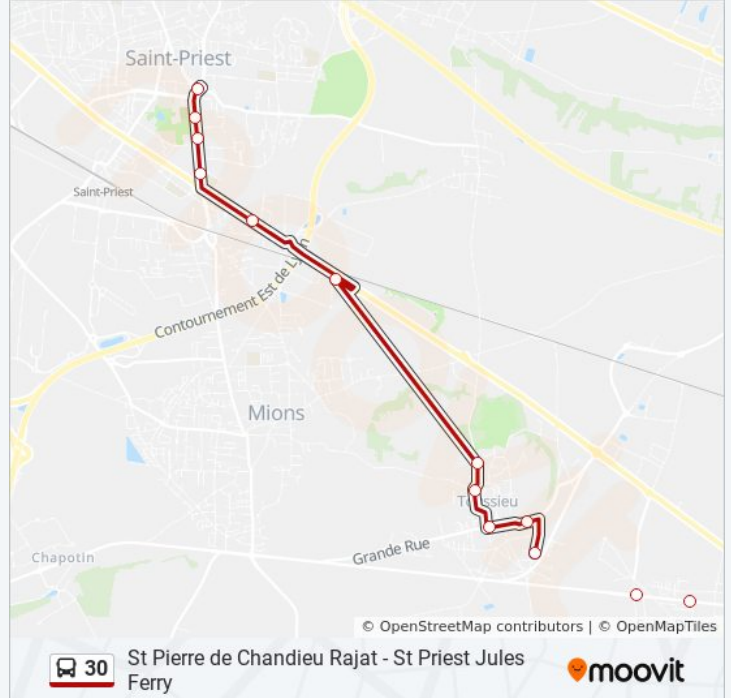 Saint-Priest
Saint-Priest
Contournement Est de Lyon
Mions
Toussieu
Grande Rue
Chapotin
© OpenStreetMap contributors | © OpenMapTiles
30
St Pierre de Chandieu Rajat - St Priest Jules
Ferry
moovit